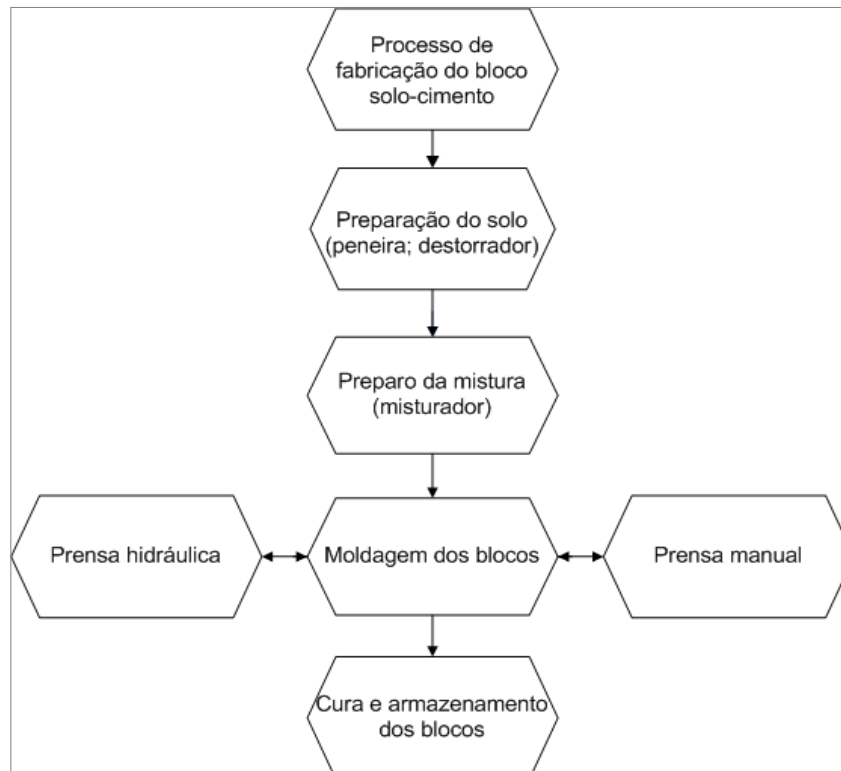 Processo de
fabricação do bloco
solo-cimento
Preparação do solo
(peneira; destorrador)
Preparo da mistura
(misturador)
Prensa hidráulica
Moldagem dos blocos
Prensa manual
Cura e armazenamento
dos blocos